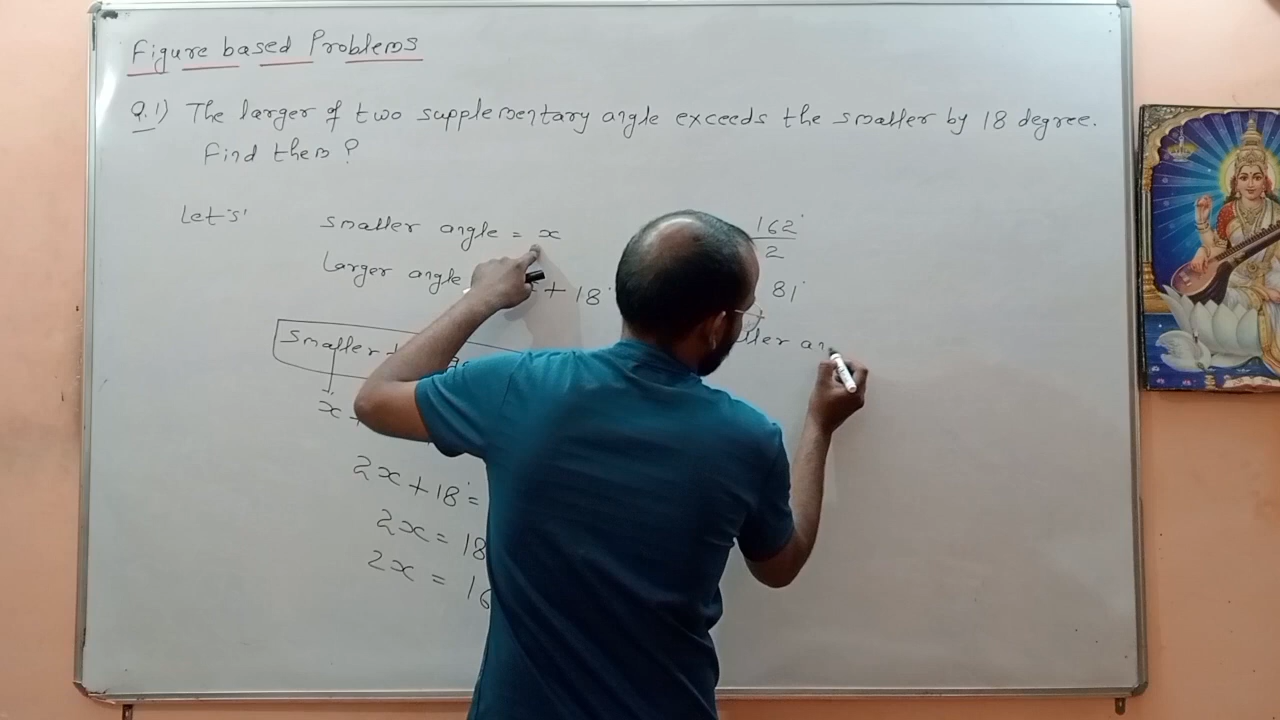 Figure based Problems
Q.1) The larger of two supplementary angle exceeds the smaller by 18 degree.
Find them?
Let's'
smaller angle = x
Larger angle
+ 18°
Smaller +
x
2x + 18° =
2x = 18
2x = 16
162°
2
81°
ller an